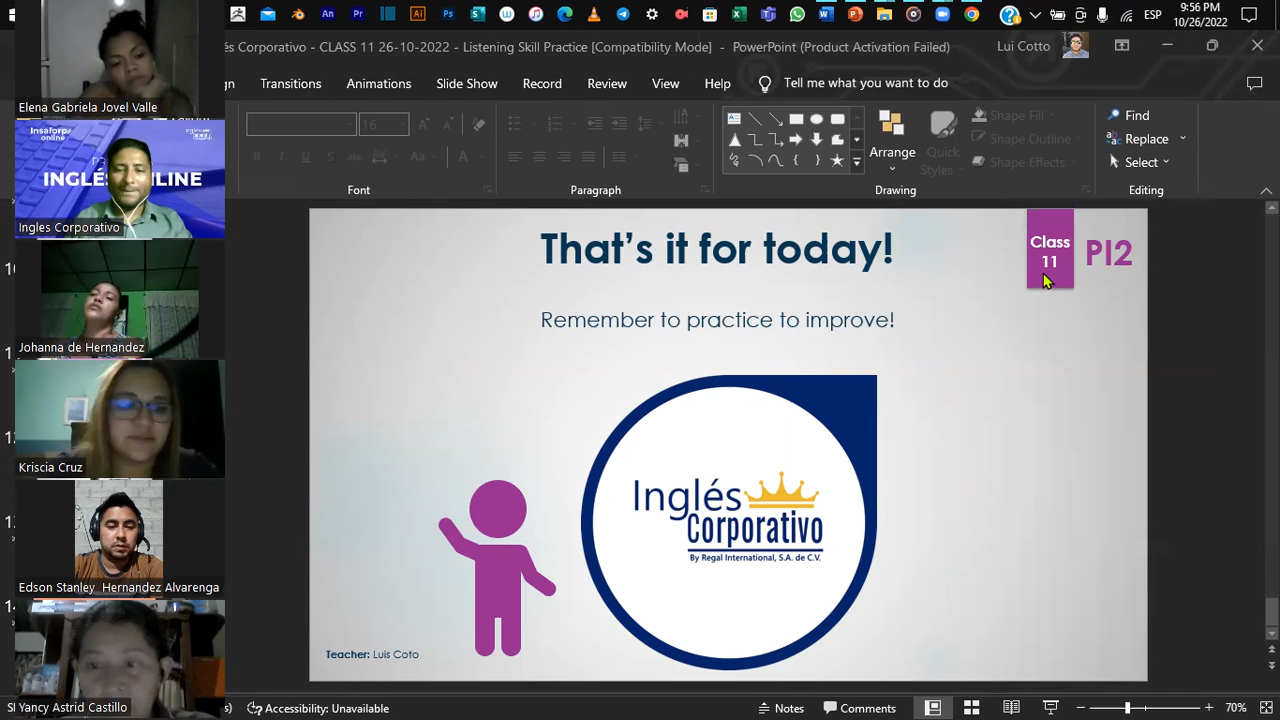 ESP
9:56 PM
10/26/2022
és Corporativo - CLASS 11 26-10-2022 - Listening Skill Practice [Compatibility Mode] - PowerPoint (Product Activation Failed)
Lui Cotto
gn
Transitions
Animations
Slide Show
Record
Review
View
Help
Tell me what you want to do
16
Font
Paragraph
Arrange
Quick
Styles
Shape Fill
Shape Outline
Shape Effects
Drawing
Find
Replace
Select
Editing
Elena Gabriela Jovel Valle
Insaforp
online
INGLÉS ONLINE
Ingles Corporativo
Johanna de Hernandez
Kriscia Cruz
Edson Stanley Hernandez Alvarenga
Yancy Astrid Castillo
That's it for today!
Class
11
PI2
Remember to practice to improve!
Inglés
Corporativo
By Regal International, S.A. de C.V.
Teacher: Luis Coto
Accessibility: Unavailable
Notes
Comments
70%